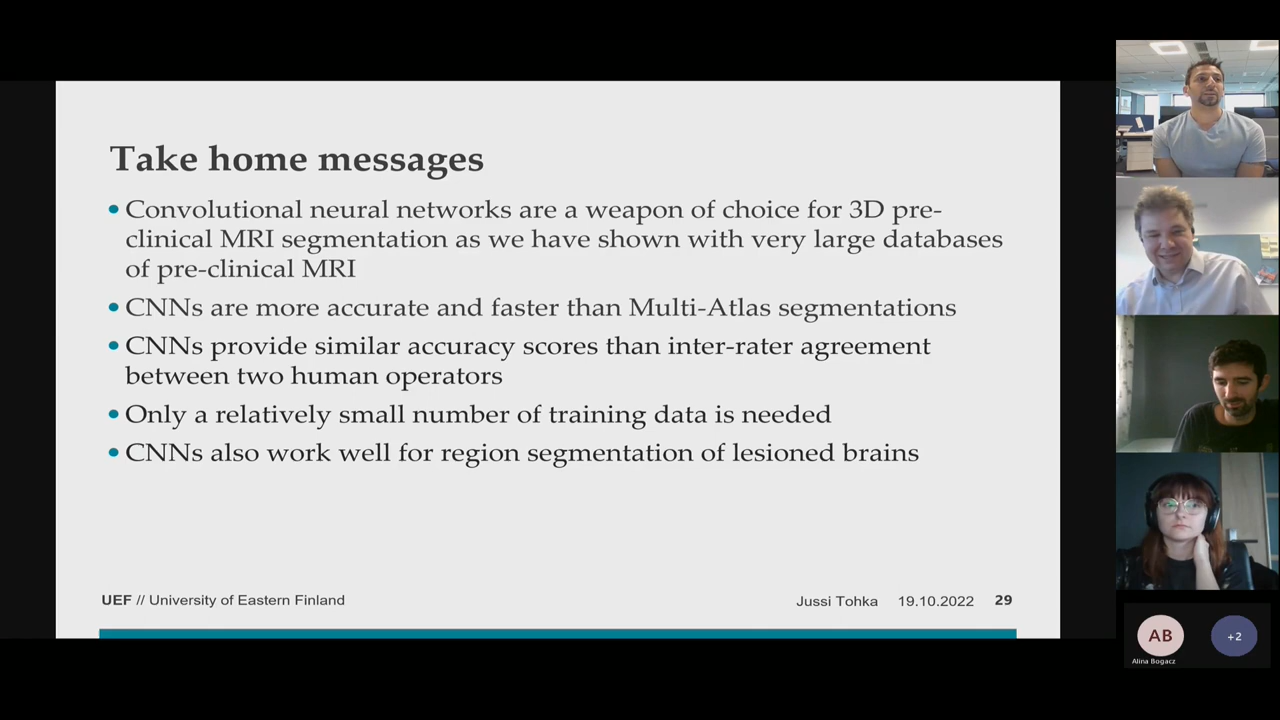 Take home messages
• Convolutional neural networks are a weapon of choice for 3D pre-
clinical MRI segmentation as we have shown with very large databases
of pre-clinical MRI
• CNNs are more accurate and faster than Multi-Atlas segmentations
• CNNs provide similar accuracy scores than inter-rater agreement
between two human operators
• Only a relatively small number of training data is needed
• CNNs also work well for region segmentation of lesioned brains
UEF // University of Eastern Finland
Jussi Tohka 19.10.2022 29
AB
Alina Bogacz
+2